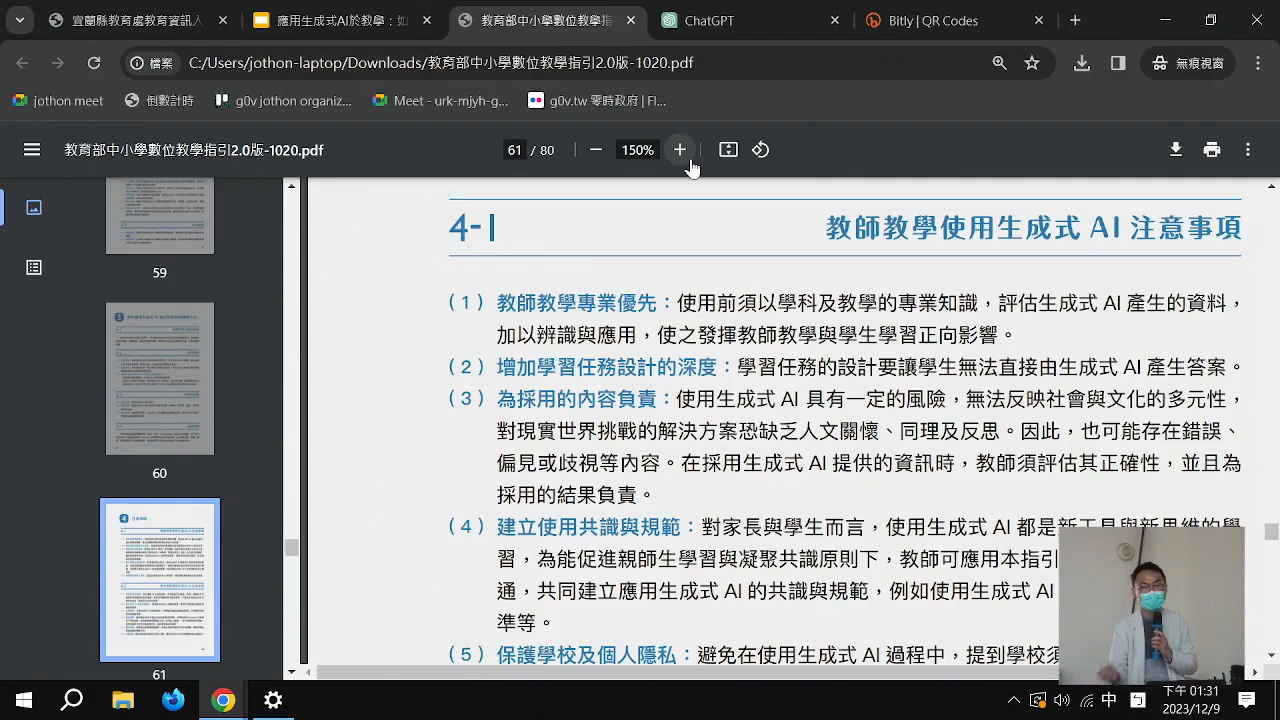 宜縣教育處資訊教育
運用生成式AI於教學：知
教育部中小學數位教學指
ChatGPT
Bitly | QR Codes
檔案
C:/Users/jothon-laptop/Downloads/教育部中小學數位教學指引2.0版-1020.pdf
無痕視窗
jothon meet
倒數計時
g0v jothon organiz...
Meet - urk-mjyh-g...
g0v.tw 零時政府 | Fl...
教育部中小學數位教學指引2.0版-1020.pdf
61 / 80
150%
59
60
61
4-1 教師教學使用生成式 AI 注意事項
（1）教師教學專業優先：使用前須以學科及教學的專業知識，評估生成式 AI 產生的資料，
加以辨識與應用，使之發揮教師教學與學生學習正向影響。
（2）增加學習任務設計的深度：學習任務的設計要讓學生無法直接由生成式 AI 產生答案。
（3）為採用的內容負責：使用生成式 AI 具有一定的風險，無法反映社會與文化的多元性，
對現實世界挑戰的解決方案恐缺乏人文關懷、同理及反思，因此，也可能存在錯誤、
偏見或歧視等內容。在採用生成式 AI 提供的資訊時，教師須評估其正確性，並且為
採用的結果負責。
（4）建立使用共識與規範：對家長與學生而言，使用生成式 AI 都是新工具與新思維的學
習，為能促進親師生學習與凝聚共識原則下，教師可應用本指
通，共同建立應用生成式 AI 的共識與規範，例如使用生成式 AI
準等。
（5）保護學校及個人隱私：避免在使用生成式 AI 過程中，提到學校
中
下午 01:31
2023/12/9